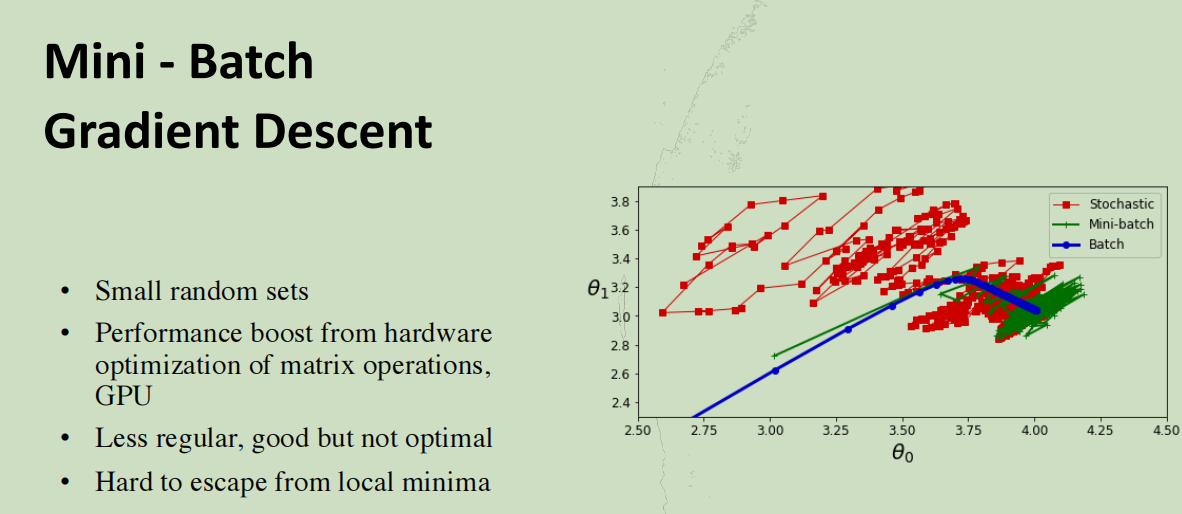 Mini - Batch
Gradient Descent
• Small random sets
• Performance boost from hardware
optimization of matrix operations,
GPU
• Less regular, good but not optimal
• Hard to escape from local minima
Stochastic
Mini-batch
Batch
θ1
3.8
3.6
3.4
3.2
3.0
2.8
2.6
2.4
2.50 2.75 3.00 3.25 3.50 3.75 4.00 4.25 4.50
θ0